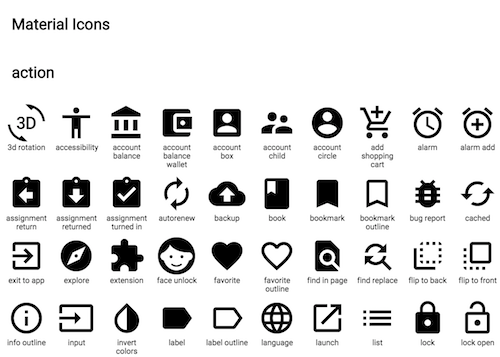 Material Icons
action
3D
3d rotation accessibility account account account account account add alarm alarm add
balance balance box child circle shopping
wallet cart
assignment assignment assignment autorenew backup book bookmark bookmark bug report cached
return returned turned in outline
exit to app explore extension face unlock favorite favorite find in page find replace flip to back flip to front
outline
info outline input invert label label outline language launch list lock lock open
colors